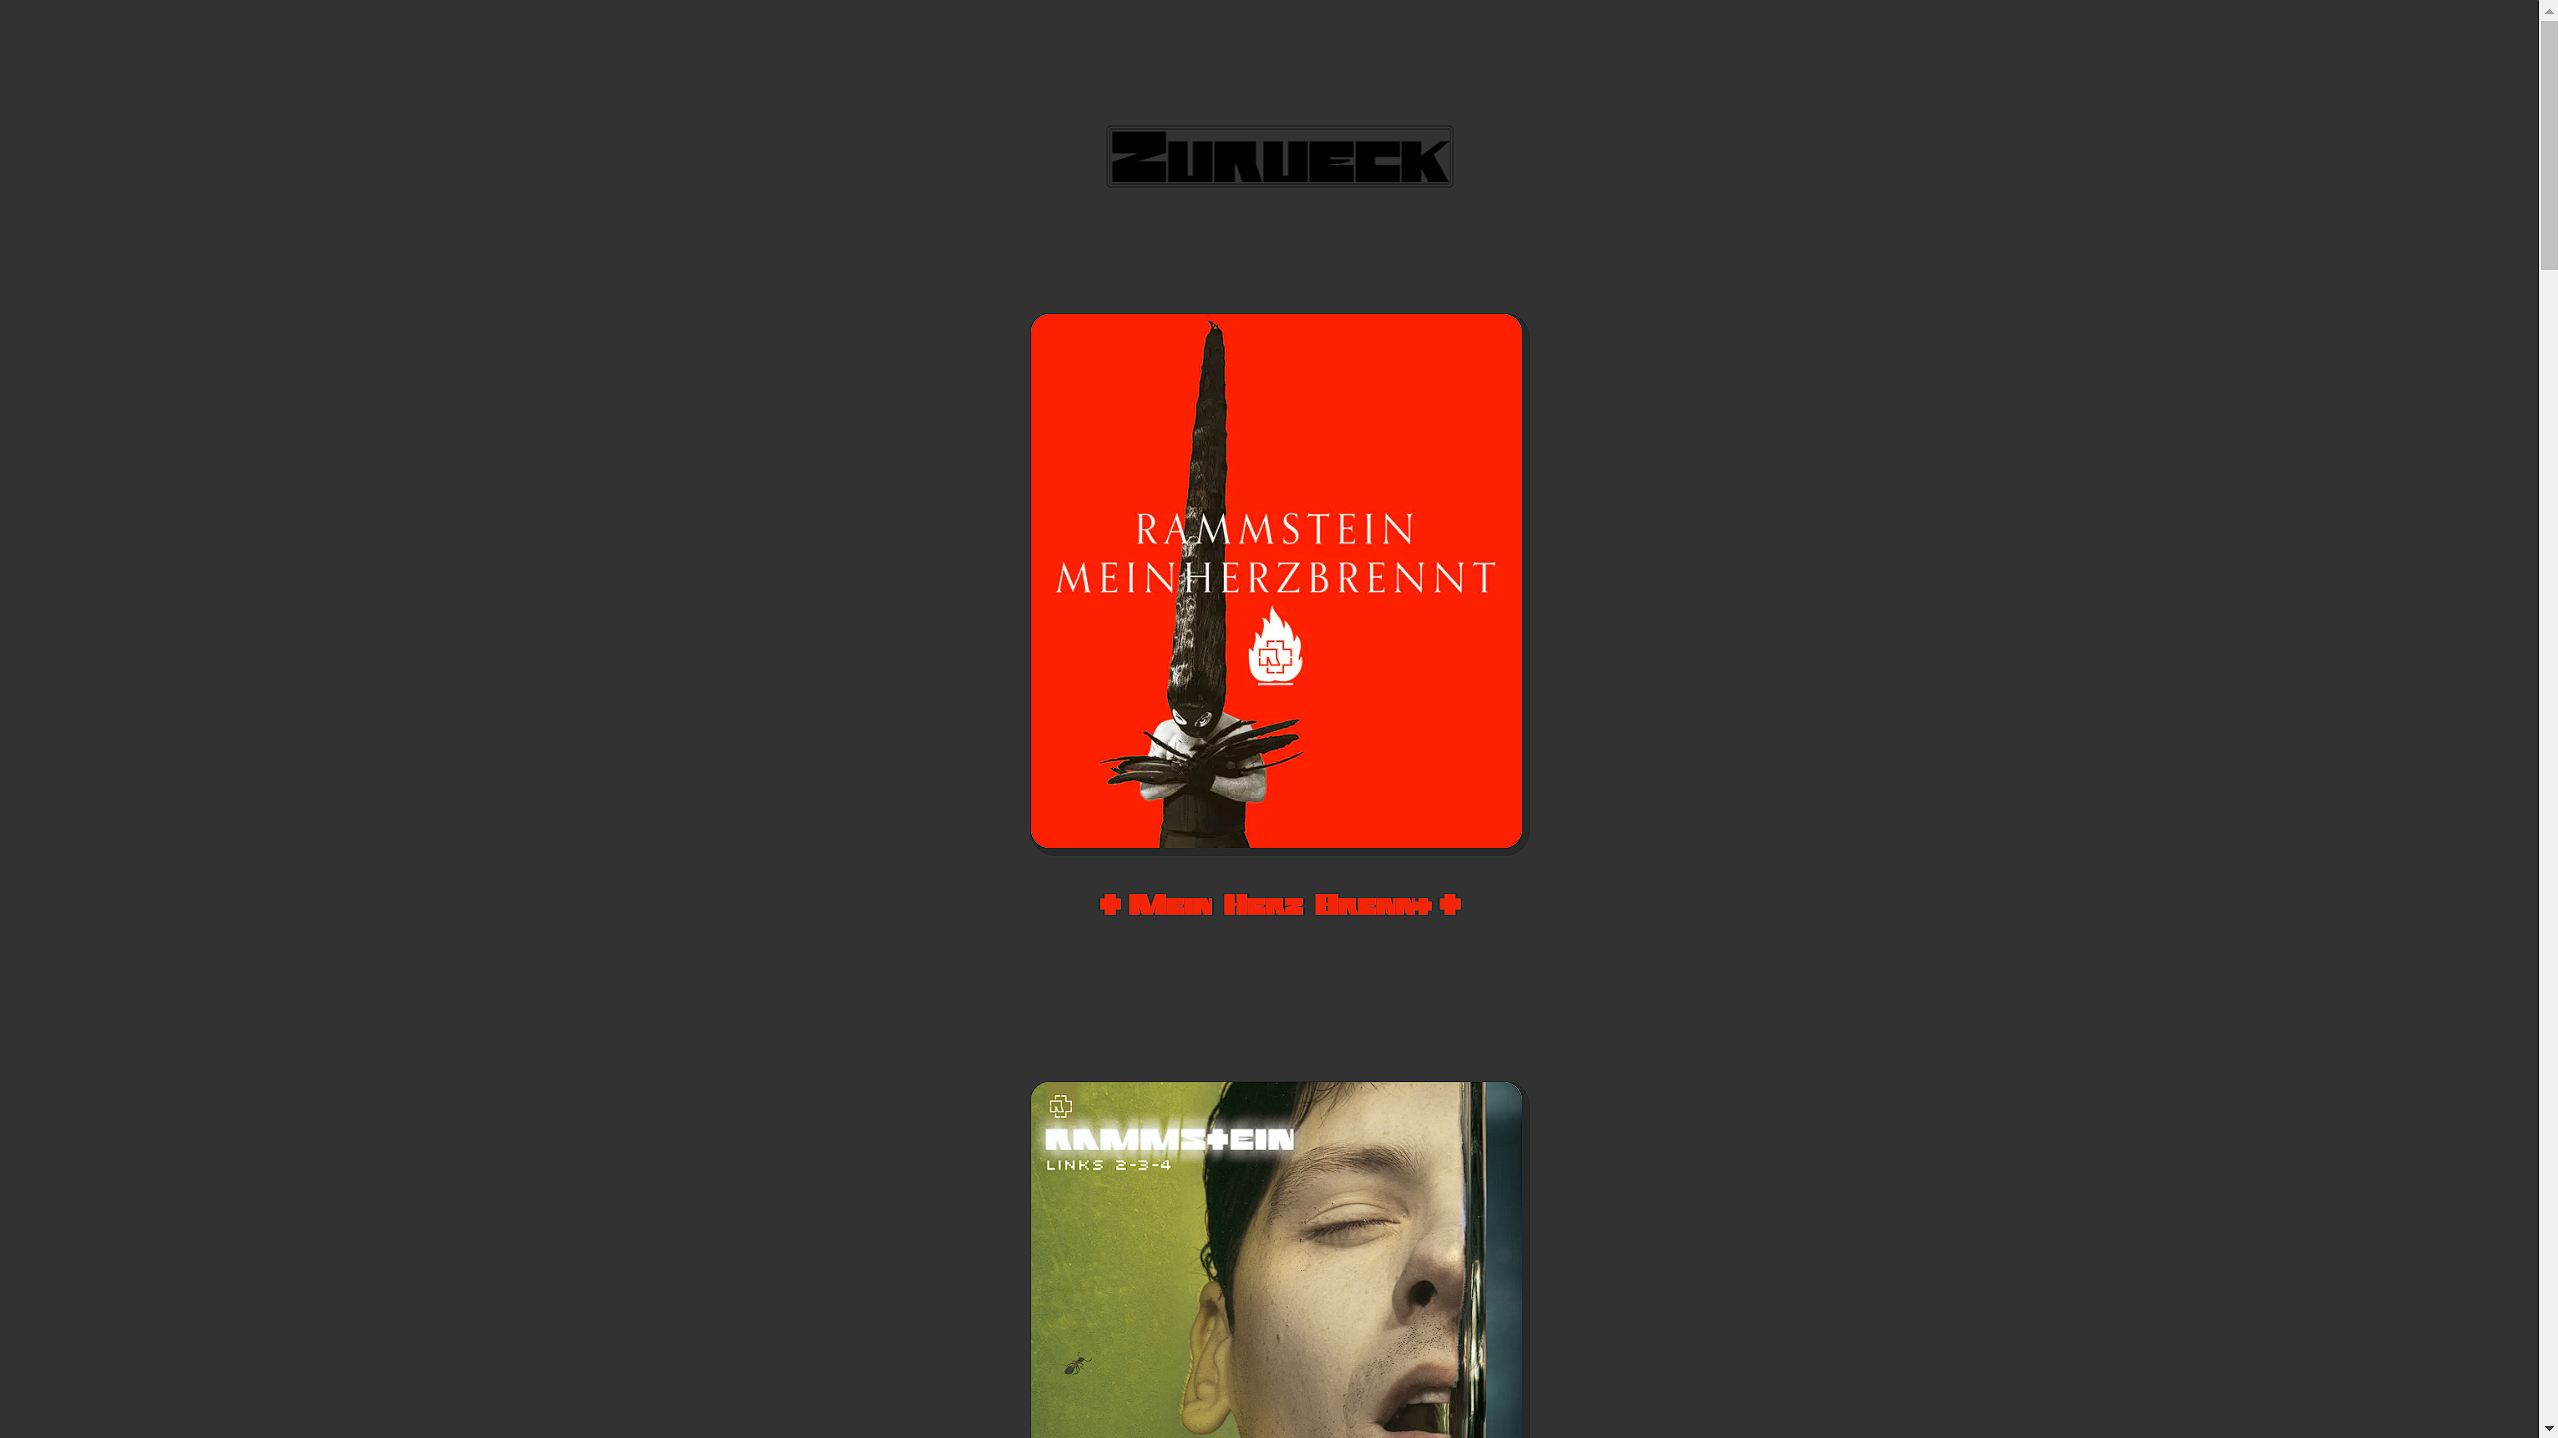 Zurueck
RAMMSTEIN
MEINHERZBRENNT
Mein Herz Brennt
RAMMSTEIN
LINKS 2-3-4